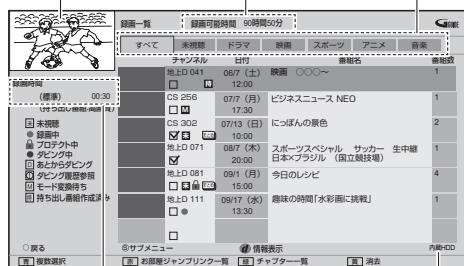 録画一覧 録画可能時間 90時間50分 GGUIDE
すべて 未視聴 ドラマ 映画 スポーツ アニメ 音楽
チャンネル 日付 番組名 番組数
地上D 041 06/7（土） 映画 ○○〜 1
12:00
録画時間
（標準） 00:30
CS 256 07/7（月） ビジネスニュース NEO 1
17:30
未視聴
録画中
プロテクト中
ダビング中
あとからダビング
ダビング履歴参照
モード変換待ち
持ち出し番組作成済み
CS 302 07/13（日） にっぽんの景色 2
10:00
地上D 071 08/7（木） スポーツスペシャル サッカー 生中継 1
20:00 日本×ブラジル （国立競技場）
地上D 081 09/1（月） 今日のレシピ 4
15:00
地上D 111 09/17（水） 趣味の時間「水彩画に挑戦」 1
13:30
戻る Ⓢサブメニュー d 情報表示 内蔵HDD
青 複数選択 赤 お部屋ジャンプリンク一覧 緑 チャプター一覧 黄 消去